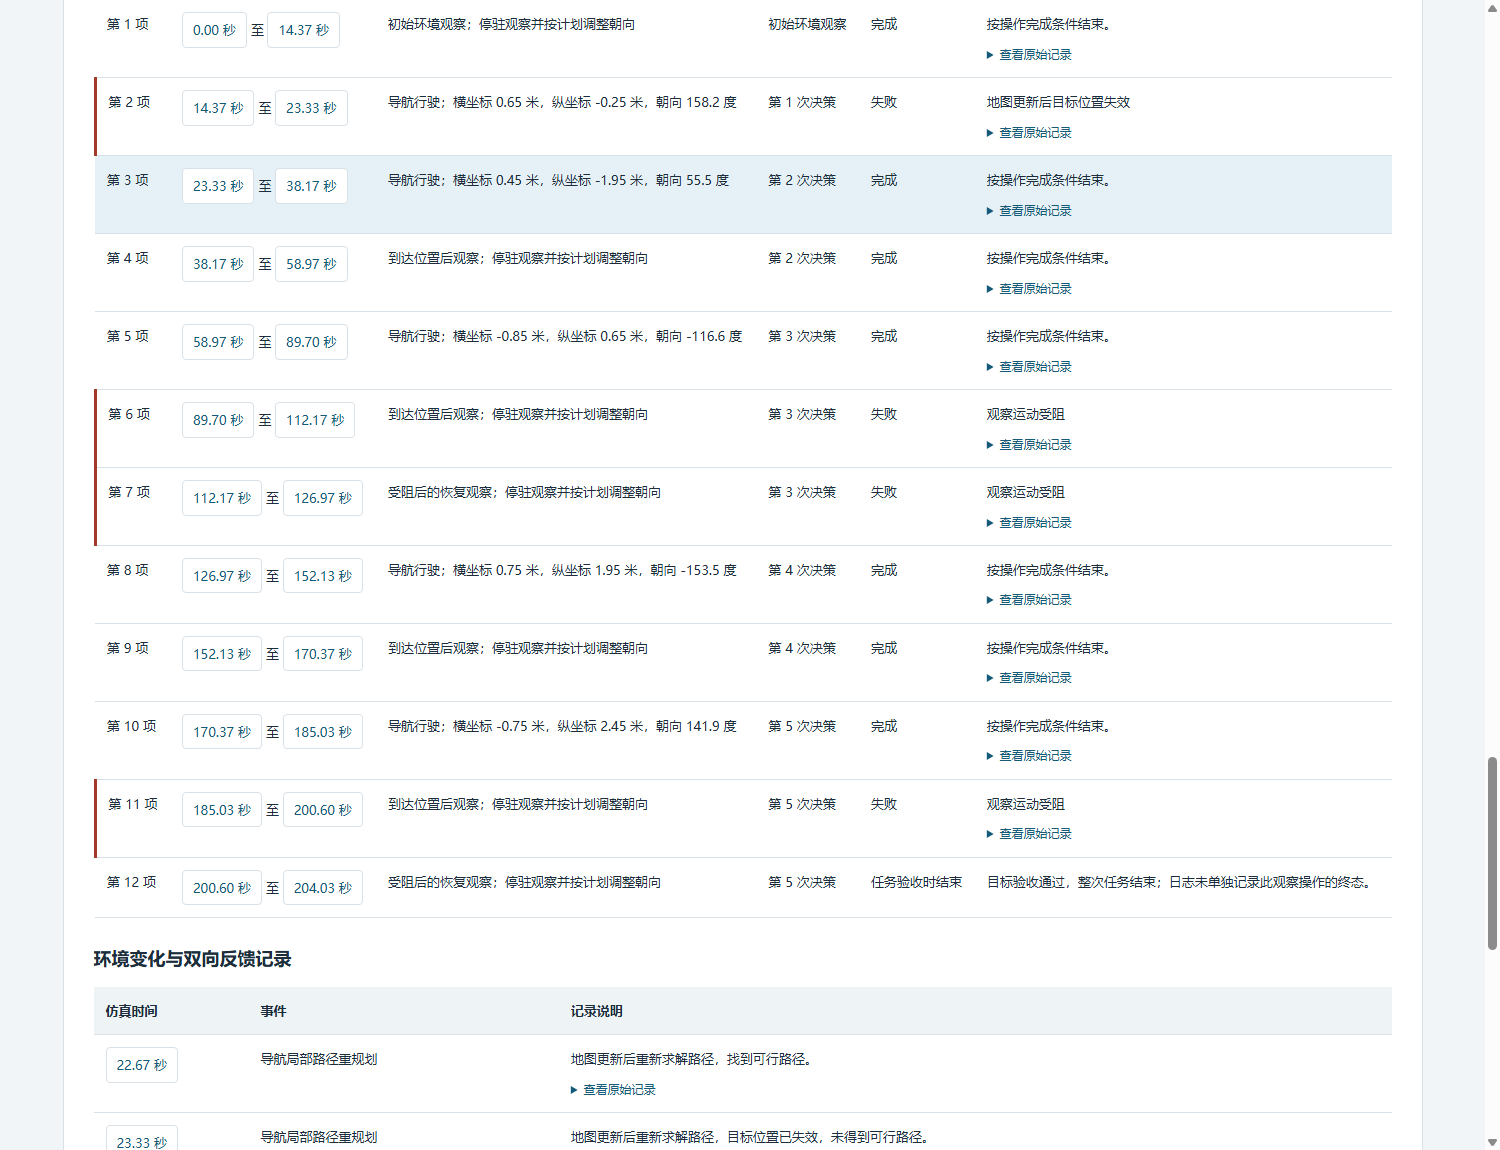 第 1 项 0.00 秒 至 14.37 秒 初始环境观察；停驻观察并按计划调整朝向 初始环境观察 完成 按操作完成条件结束。
▶ 查看原始记录
第 2 项 14.37 秒 至 23.33 秒 导航行驶；横坐标 0.65 米，纵坐标 -0.25 米，朝向 158.2 度 第 1 次决策 失败 地图更新后目标位置失效
▶ 查看原始记录
第 3 项 23.33 秒 至 38.17 秒 导航行驶；横坐标 0.45 米，纵坐标 -1.95 米，朝向 55.5 度 第 2 次决策 完成 按操作完成条件结束。
▶ 查看原始记录
第 4 项 38.17 秒 至 58.97 秒 到达位置后观察；停驻观察并按计划调整朝向 第 2 次决策 完成 按操作完成条件结束。
▶ 查看原始记录
第 5 项 58.97 秒 至 89.70 秒 导航行驶；横坐标 -0.85 米，纵坐标 0.65 米，朝向 -116.6 度 第 3 次决策 完成 按操作完成条件结束。
▶ 查看原始记录
第 6 项 89.70 秒 至 112.17 秒 到达位置后观察；停驻观察并按计划调整朝向 第 3 次决策 失败 观察运动受阻
▶ 查看原始记录
第 7 项 112.17 秒 至 126.97 秒 受阻后的恢复观察；停驻观察并按计划调整朝向 第 3 次决策 失败 观察运动受阻
▶ 查看原始记录
第 8 项 126.97 秒 至 152.13 秒 导航行驶；横坐标 0.75 米，纵坐标 1.95 米，朝向 -153.5 度 第 4 次决策 完成 按操作完成条件结束。
▶ 查看原始记录
第 9 项 152.13 秒 至 170.37 秒 到达位置后观察；停驻观察并按计划调整朝向 第 4 次决策 完成 按操作完成条件结束。
▶ 查看原始记录
第 10 项 170.37 秒 至 185.03 秒 导航行驶；横坐标 -0.75 米，纵坐标 2.45 米，朝向 141.9 度 第 5 次决策 完成 按操作完成条件结束。
▶ 查看原始记录
第 11 项 185.03 秒 至 200.60 秒 到达位置后观察；停驻观察并按计划调整朝向 第 5 次决策 失败 观察运动受阻
▶ 查看原始记录
第 12 项 200.60 秒 至 204.03 秒 受阻后的恢复观察；停驻观察并按计划调整朝向 第 5 次决策 任务验收时结束 目标验收通过，整次任务结束；日志未单独记录此观察操作的终态。
环境变化与双向反馈记录
仿真时间 事件 记录说明
22.67 秒 导航局部路径重规划 地图更新后重新求解路径，找到可行路径。
▶ 查看原始记录
23.33 秒 导航局部路径重规划 地图更新后重新求解路径，目标位置已失效，未得到可行路径。